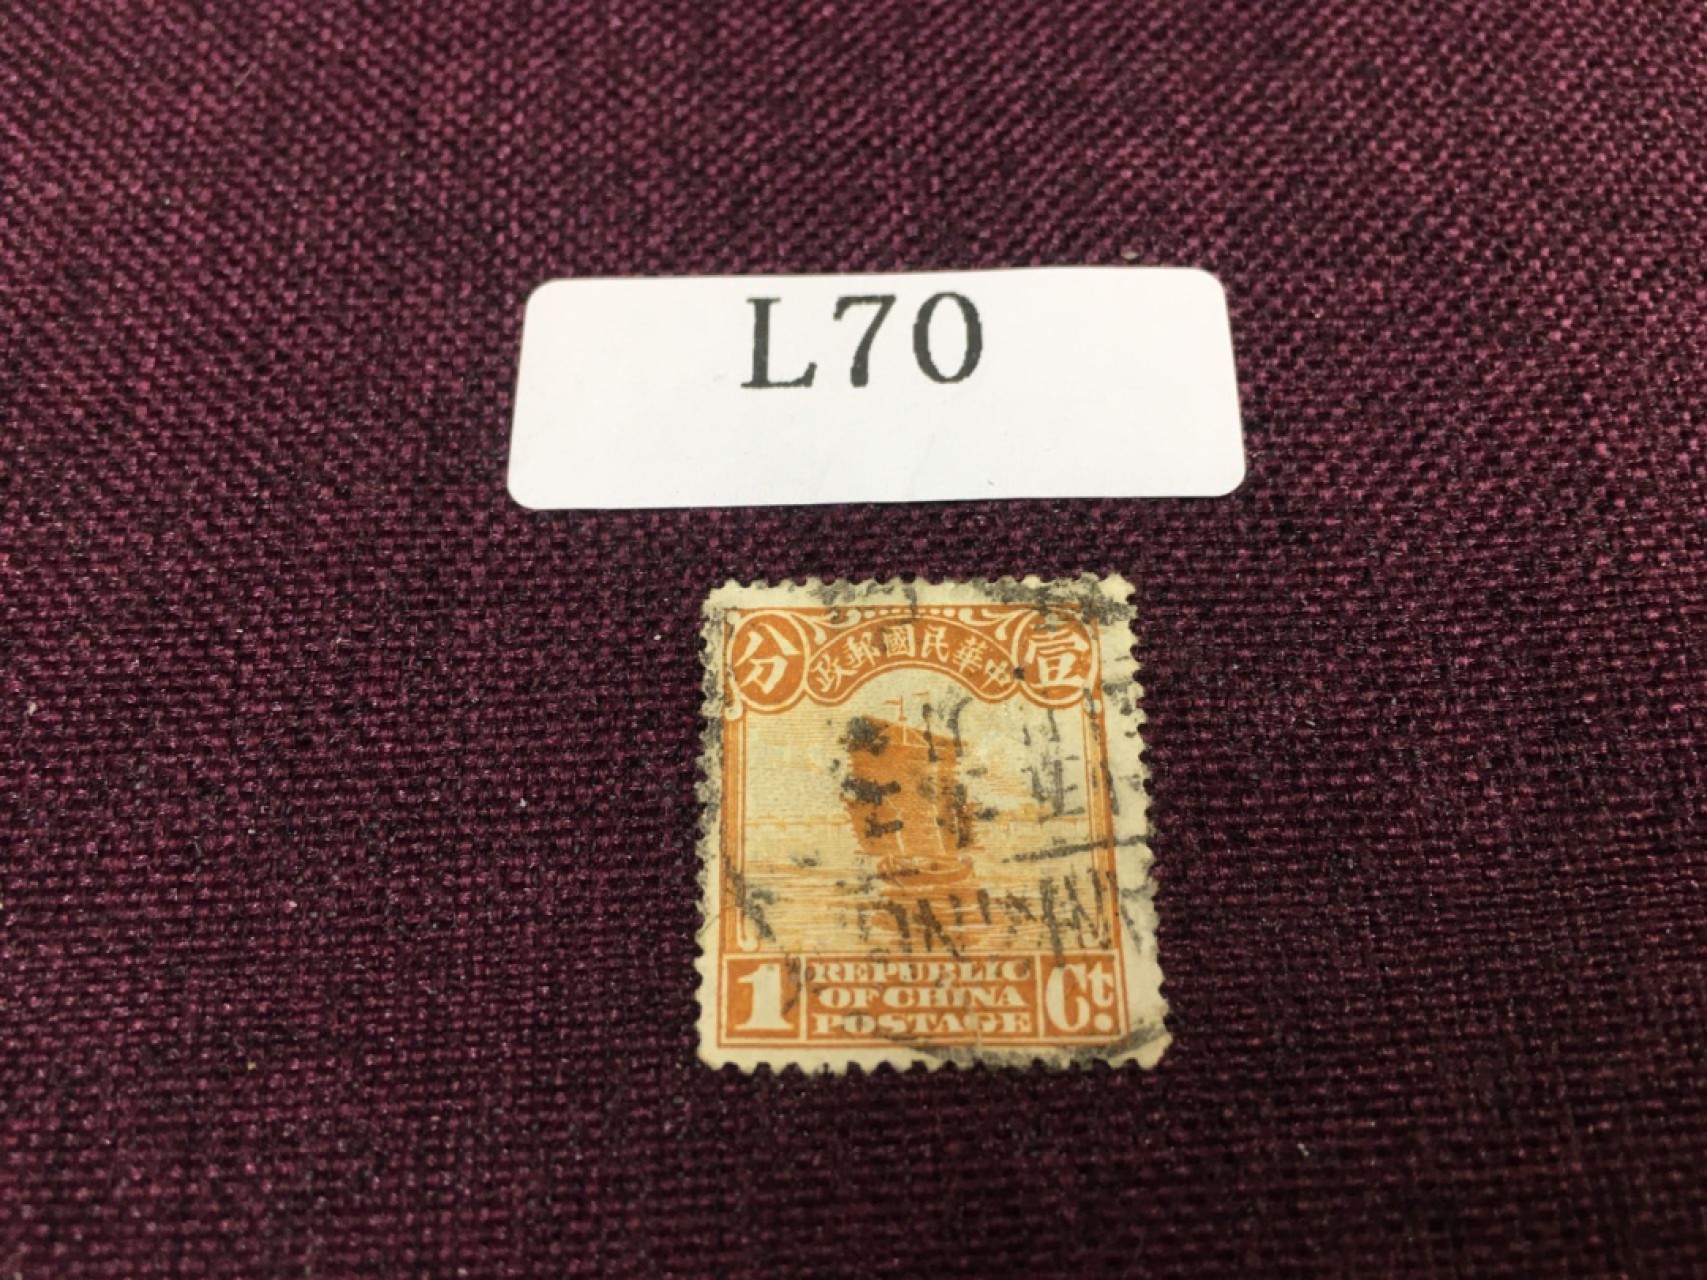 L70
分 政郵國民華中 壹
1 REPUBLIC Ct.
OF CHINA
POSTAGE